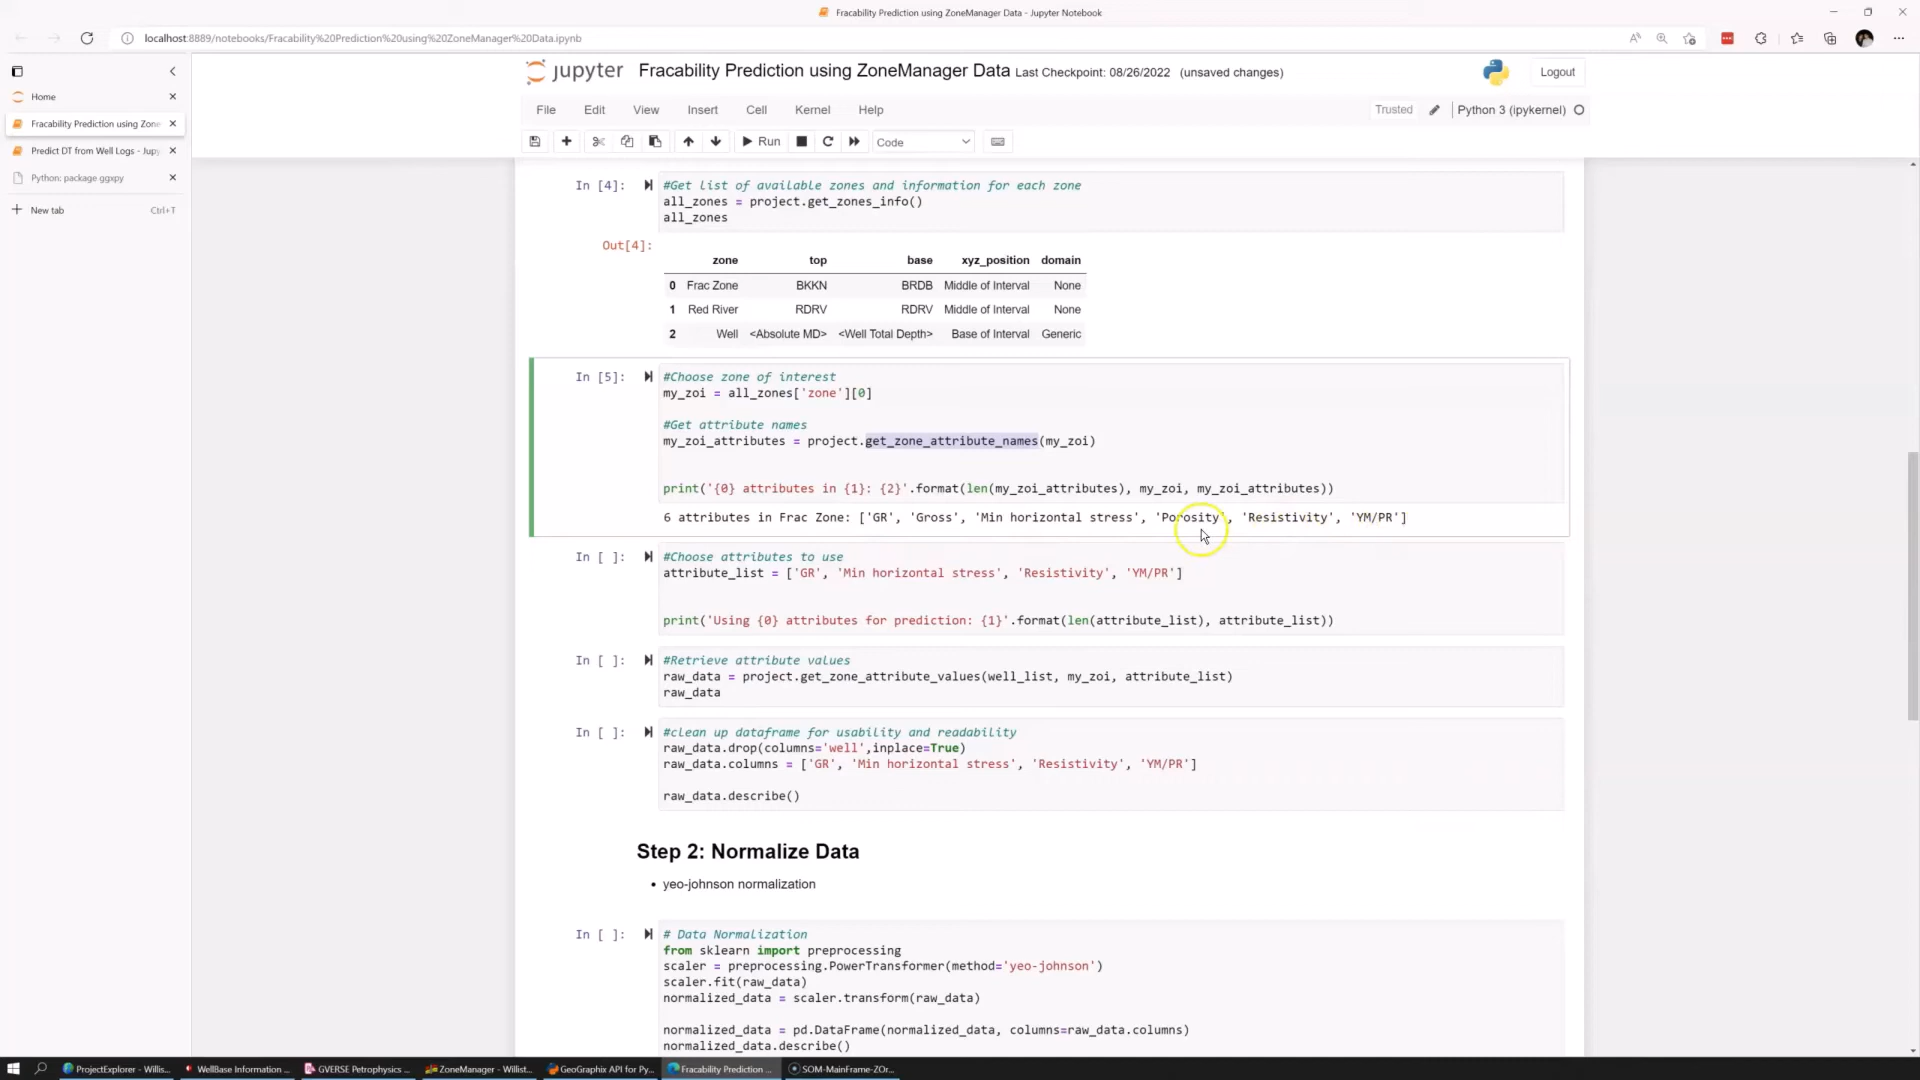 Fracability Prediction using ZoneManager Data - Jupyter Notebook
localhost:8889/notebooks/Fracability%20Prediction%20using%20ZoneManager%20Data.ipynb
Home
Fracability Prediction using Zone
Predict DT from Well Logs - Jupy
Python: package ggxpy
New tab Ctrl+T
jupyter Fracability Prediction using ZoneManager Data Last Checkpoint: 08/26/2022 (unsaved changes)
Logout
File Edit View Insert Cell Kernel Help
Trusted Python 3 (ipykernel)
Run Code
In [4]: #Get list of available zones and information for each zone
all_zones = project.get_zones_info()
all_zones
Out[4]:
zone top base xyz_position domain
0 Frac Zone BKKN BRDB Middle of Interval None
1 Red River RDRV RDRV Middle of Interval None
2 Well <Absolute MD> <Well Total Depth> Base of Interval Generic
In [5]: #Choose zone of interest
my_zoi = all_zones['zone'][0]
#Get attribute names
my_zoi_attributes = project.get_zone_attribute_names(my_zoi)
print('{0} attributes in {1}: {2}'.format(len(my_zoi_attributes), my_zoi, my_zoi_attributes))
6 attributes in Frac Zone: ['GR', 'Gross', 'Min horizontal stress', 'Porosity', 'Resistivity', 'YM/PR']
In [ ]: #Choose attributes to use
attribute_list = ['GR', 'Min horizontal stress', 'Resistivity', 'YM/PR']
print('Using {0} attributes for prediction: {1}'.format(len(attribute_list), attribute_list))
In [ ]: #Retrieve attribute values
raw_data = project.get_zone_attribute_values(well_list, my_zoi, attribute_list)
raw_data
In [ ]: #clean up dataframe for usability and readability
raw_data.drop(columns='well',inplace=True)
raw_data.columns = ['GR', 'Min horizontal stress', 'Resistivity', 'YM/PR']
raw_data.describe()
Step 2: Normalize Data
• yeo-johnson normalization
In [ ]: # Data Normalization
from sklearn import preprocessing
scaler = preprocessing.PowerTransformer(method='yeo-johnson')
scaler.fit(raw_data)
normalized_data = scaler.transform(raw_data)
normalized_data = pd.DataFrame(normalized_data, columns=raw_data.columns)
normalized_data.describe()
ProjectExplorer - Willis... WellBase Information ... GVERSE Petrophysics ... ZoneManager - Willist... GeoGraphix API for Py... Fracability Prediction ... SOM-MainFrame-ZOr...